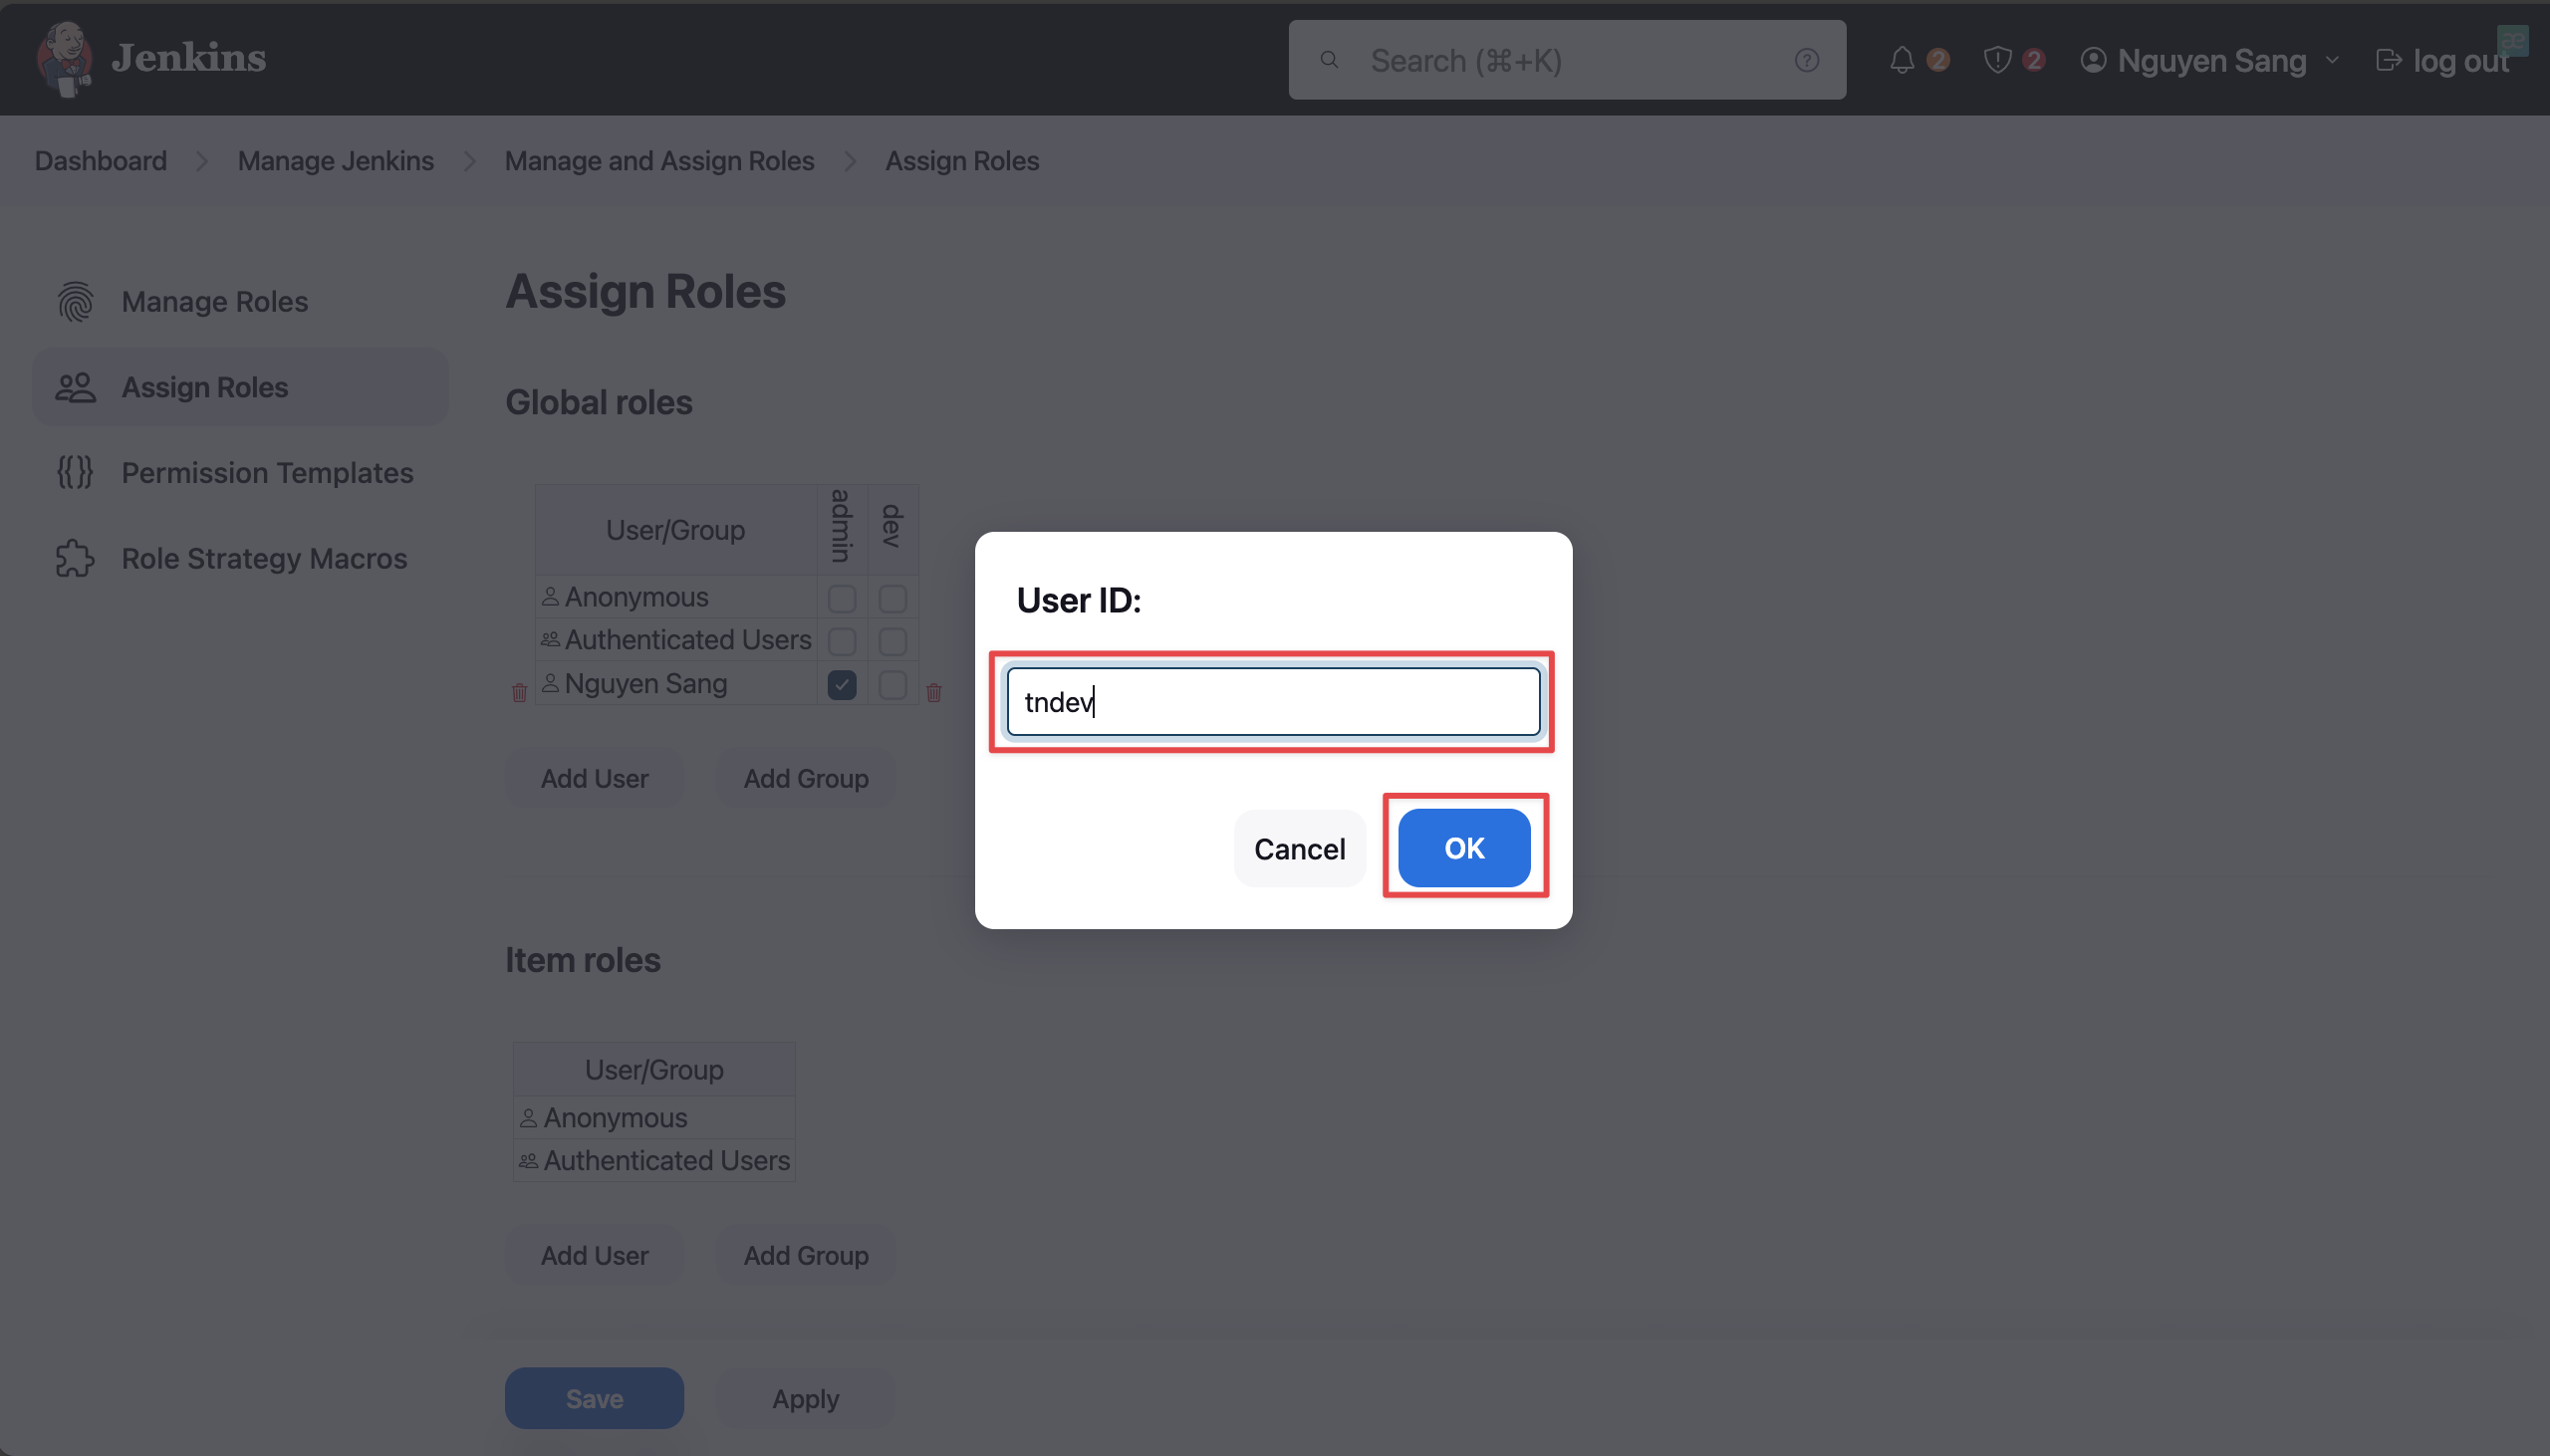 Jenkins
Search (⌘+K)
2
2
Nguyen Sang
log out
æ
Dashboard
Manage Jenkins
Manage and Assign Roles
Assign Roles
Manage Roles
Assign Roles
Permission Templates
Role Strategy Macros
Assign Roles
Global roles
User/Group
admin
dev
Anonymous
Authenticated Users
Nguyen Sang
Add User
Add Group
User ID:
tndev
Cancel
OK
Item roles
User/Group
Anonymous
Authenticated Users
Add User
Add Group
Save
Apply